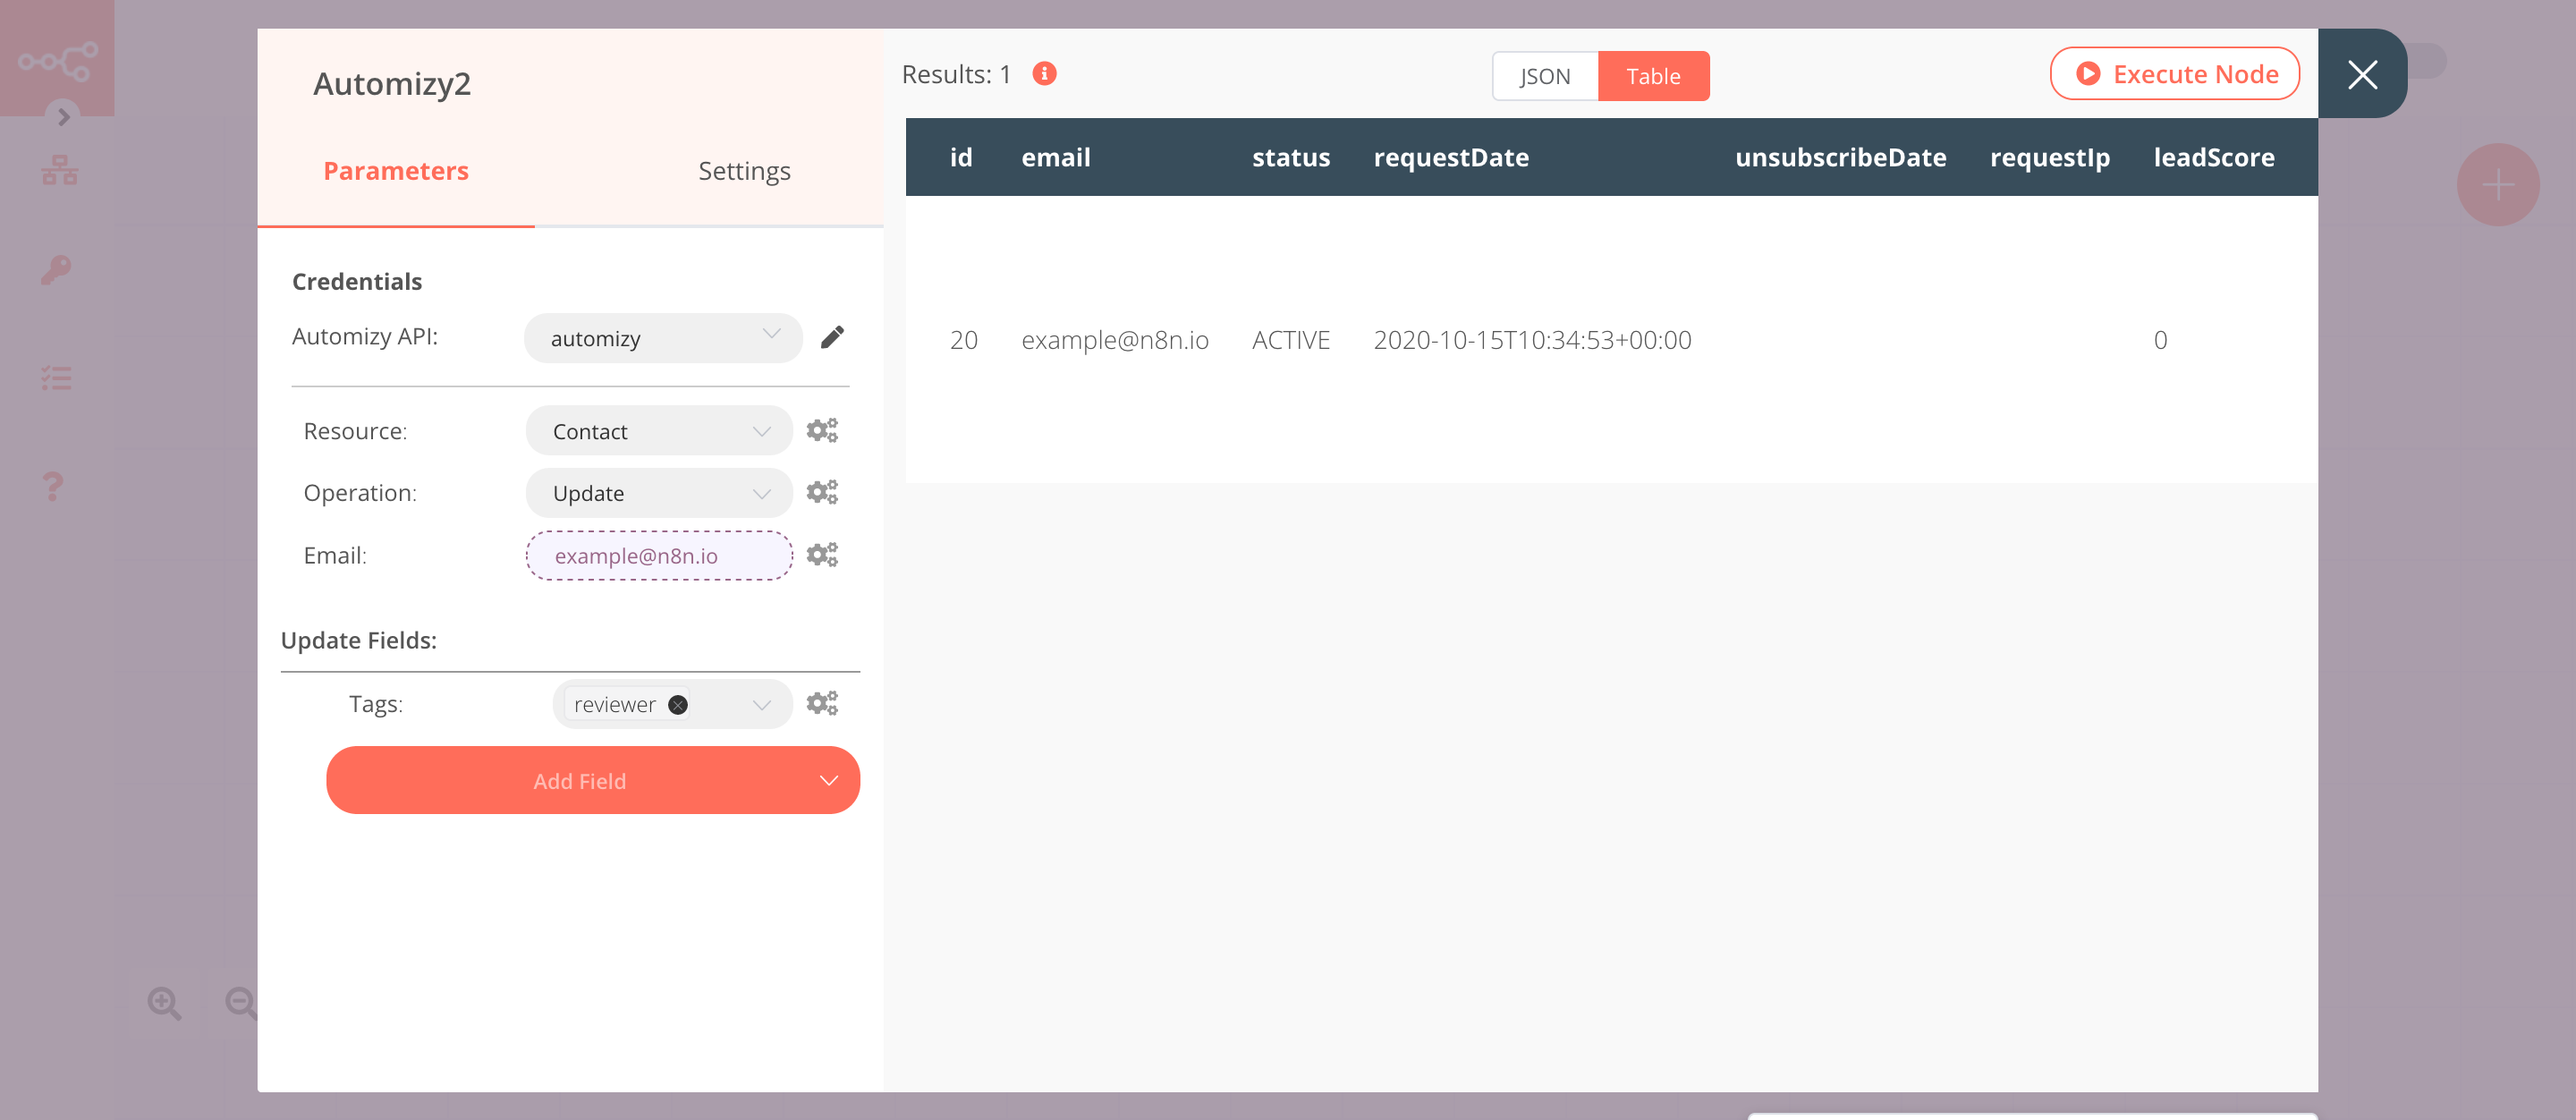 Automizy2
Parameters Settings
Credentials
Automizy API: automizy
Resource: Contact
Operation: Update
Email: example@n8n.io
Update Fields:
Tags: reviewer
Add Field
Results: 1
JSON Table
Execute Node
id email status requestDate unsubscribeDate requestIp leadScore
20 example@n8n.io ACTIVE 2020-10-15T10:34:53+00:00 0